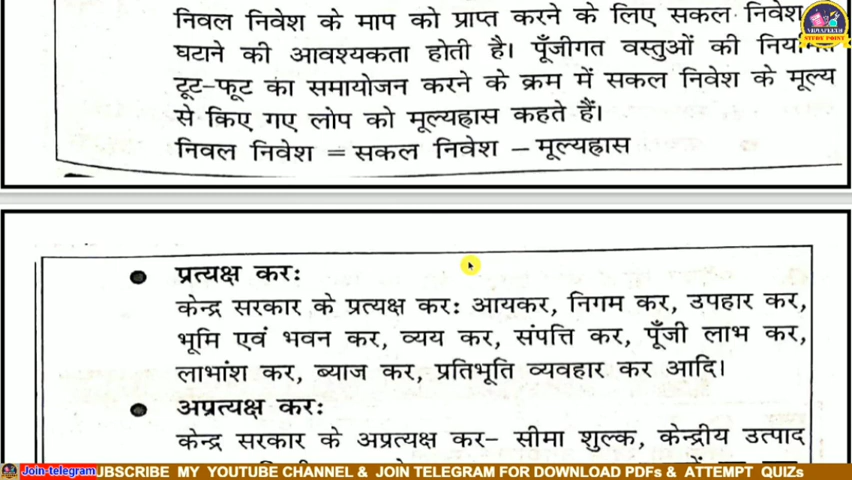 निवल निवेश के माप को प्राप्त करने के लिए सकल निवेश
घटाने की आवश्यकता होती है। पूँजीगत वस्तुओं की नियमित
टूट-फूट का समायोजन करने के क्रम में सकल निवेश के मूल्य
से किए गए लोप को मूल्यह्रास कहते हैं।
निवल निवेश = सकल निवेश – मूल्यह्रास
प्रत्यक्ष कर:
केन्द्र सरकार के प्रत्यक्ष कर: आयकर, निगम कर, उपहार कर,
भूमि एवं भवन कर, व्यय कर, संपत्ति कर, पूँजी लाभ कर,
लाभांश कर, ब्याज कर, प्रतिभूति व्यवहार कर आदि।
अप्रत्यक्ष कर:
केन्द्र सरकार के अप्रत्यक्ष कर– सीमा शुल्क, केन्द्रीय उत्पाद
Join-telegram UBSCRIBE MY YOUTUBE CHANNEL & JOIN TELEGRAM FOR DOWNLOAD PDFs & ATTEMPT QUIZs